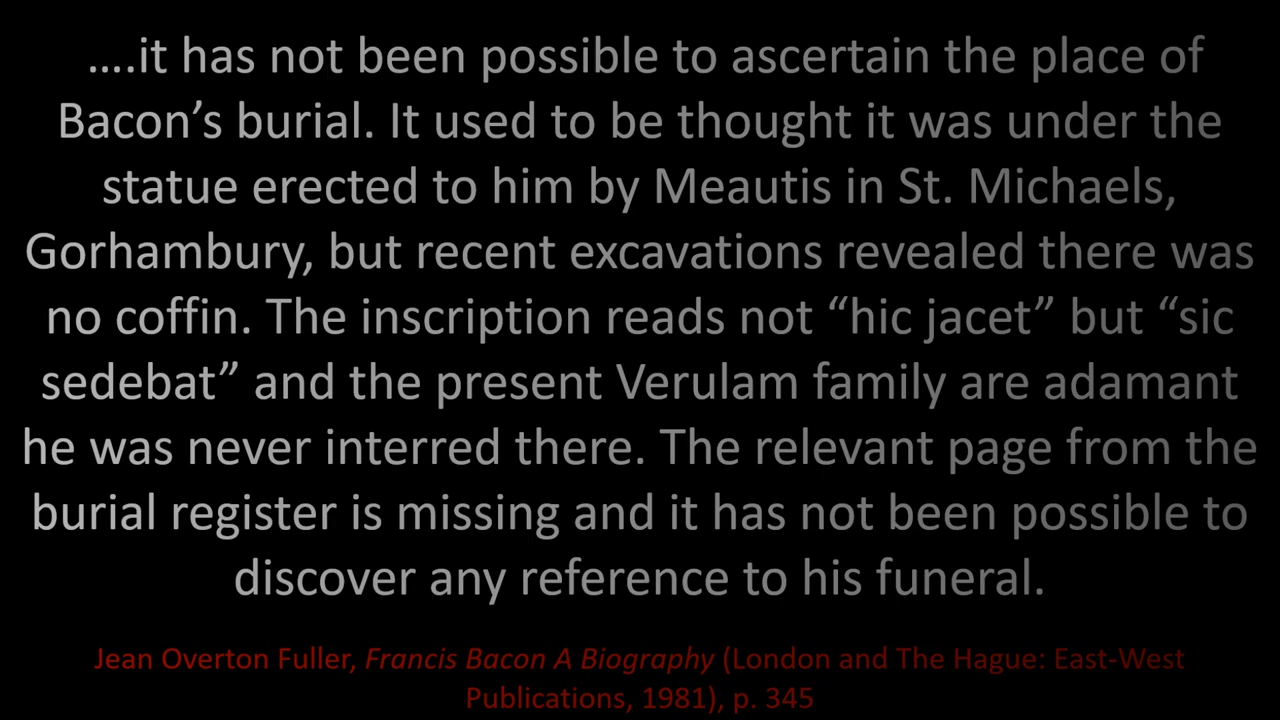 ….it has not been possible to ascertain the place of
Bacon’s burial. It used to be thought it was under the
statue erected to him by Meautis in St. Michaels,
Gorhambury, but recent excavations revealed there was
no coffin. The inscription reads not “hic jacet” but “sic
sedebat” and the present Verulam family are adamant
he was never interred there. The relevant page from the
burial register is missing and it has not been possible to
discover any reference to his funeral.
Jean Overton Fuller, Francis Bacon A Biography (London and The Hague: East-West
Publications, 1981), p. 345